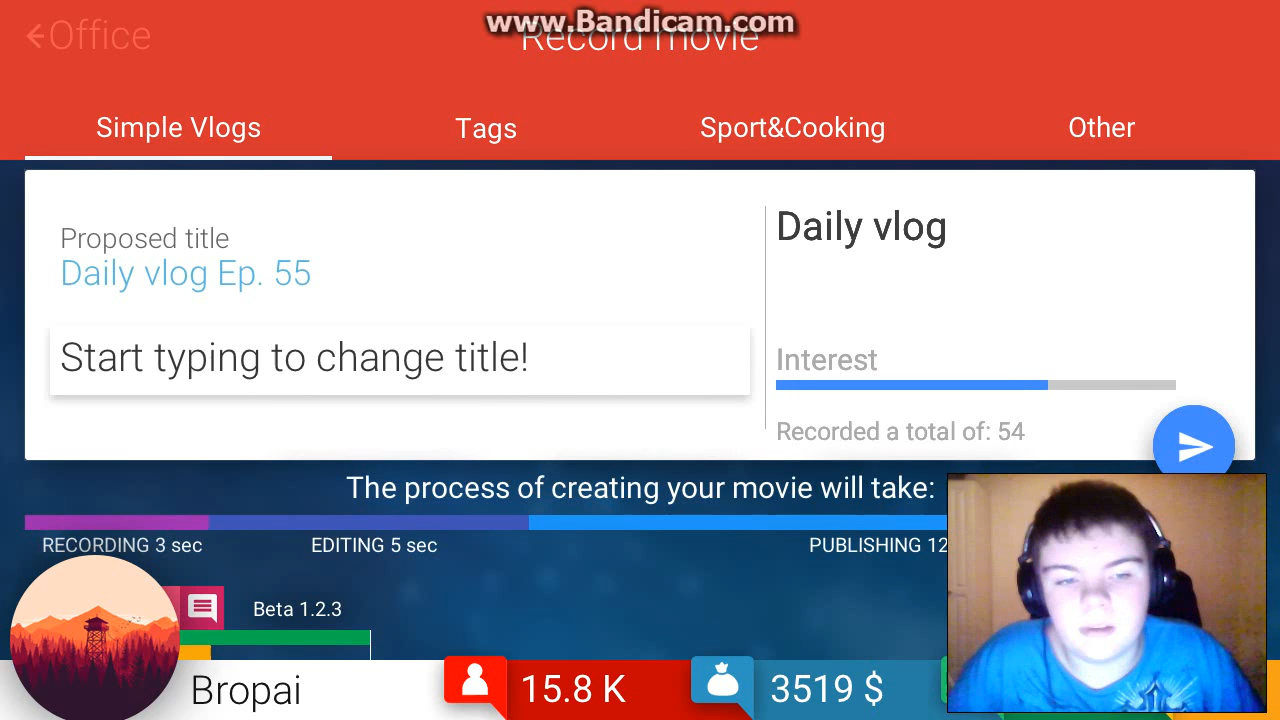 www.Bandicam.com
Office
Record movie
Simple Vlogs
Tags
Sport&Cooking
Other
Proposed title
Daily vlog Ep. 55
Start typing to change title!
Daily vlog
Interest
Recorded a total of: 54
The process of creating your movie will take:
RECORDING 3 sec
EDITING 5 sec
PUBLISHING 12
Beta 1.2.3
Bropai
15.8 K
3519 $